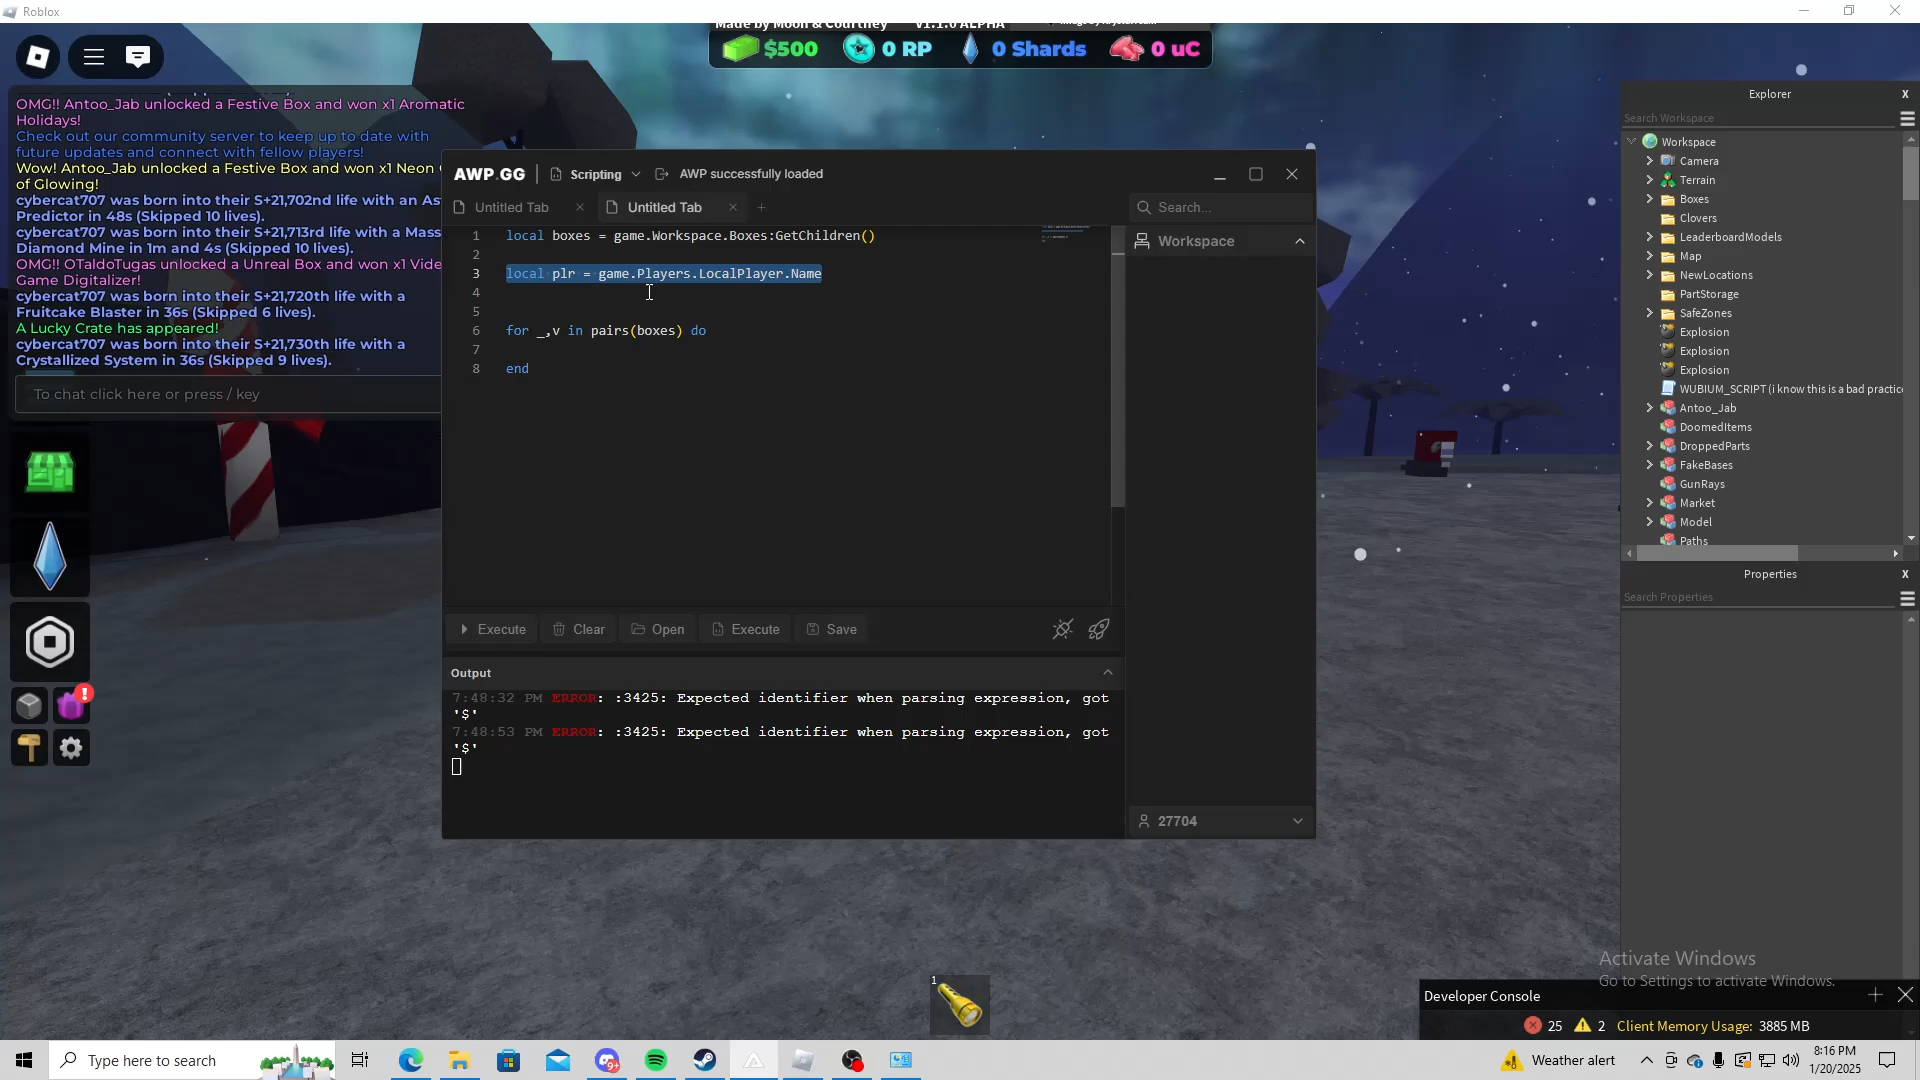 Roblox
Made by Moon & Courtney V1.1.0 ALPHA
$500 0 RP 0 Shards 0 uC
OMG!! Antoo_Jab unlocked a Festive Box and won x1 Aromatic
Holidays!
Check out our community server to keep up to date with
future updates and connect with fellow players!
Wow! Antoo_Jab unlocked a Festive Box and won x1 Neon
of Glowing!
cybercat707 was born into their S+21,702nd life with an As
Predictor in 48s (Skipped 10 lives).
cybercat707 was born into their S+21,713rd life with a Mass
Diamond Mine in 1m and 4s (Skipped 10 lives).
OMG!! OTaldoTugas unlocked a Unreal Box and won x1 Vide
Game Digitalizer!
cybercat707 was born into their S+21,720th life with a
Fruitcake Blaster in 36s (Skipped 6 lives).
A Lucky Crate has appeared!
cybercat707 was born into their S+21,730th life with a
Crystallized System in 36s (Skipped 9 lives).
To chat click here or press / key
!
AWP.GG Scripting AWP successfully loaded
Untitled Tab Untitled Tab +
Search...
1 local boxes = game.Workspace.Boxes:GetChildren()
2
3 local plr = game.Players.LocalPlayer.Name
4
5
6 for _,v in pairs(boxes) do
7
8 end
Workspace
Execute Clear Open Execute Save
Output
7:48:32 PM ERROR: :3425: Expected identifier when parsing expression, got
'$'
7:48:53 PM ERROR: :3425: Expected identifier when parsing expression, got
'$'
27704
Explorer X
Search Workspace
Workspace
Camera
Terrain
Boxes
Clovers
LeaderboardModels
Map
NewLocations
PartStorage
SafeZones
Explosion
Explosion
Explosion
WUBIUM_SCRIPT(i know this is a bad practice
Antoo_Jab
DoomedItems
DroppedParts
FakeBases
GunRays
Market
Model
Paths
Properties X
Search Properties
1
Activate Windows
Go to Settings to activate Windows.
Developer Console
25 2 Client Memory Usage: 3885 MB
Type here to search
9+
Weather alert
8:16 PM
1/20/2025